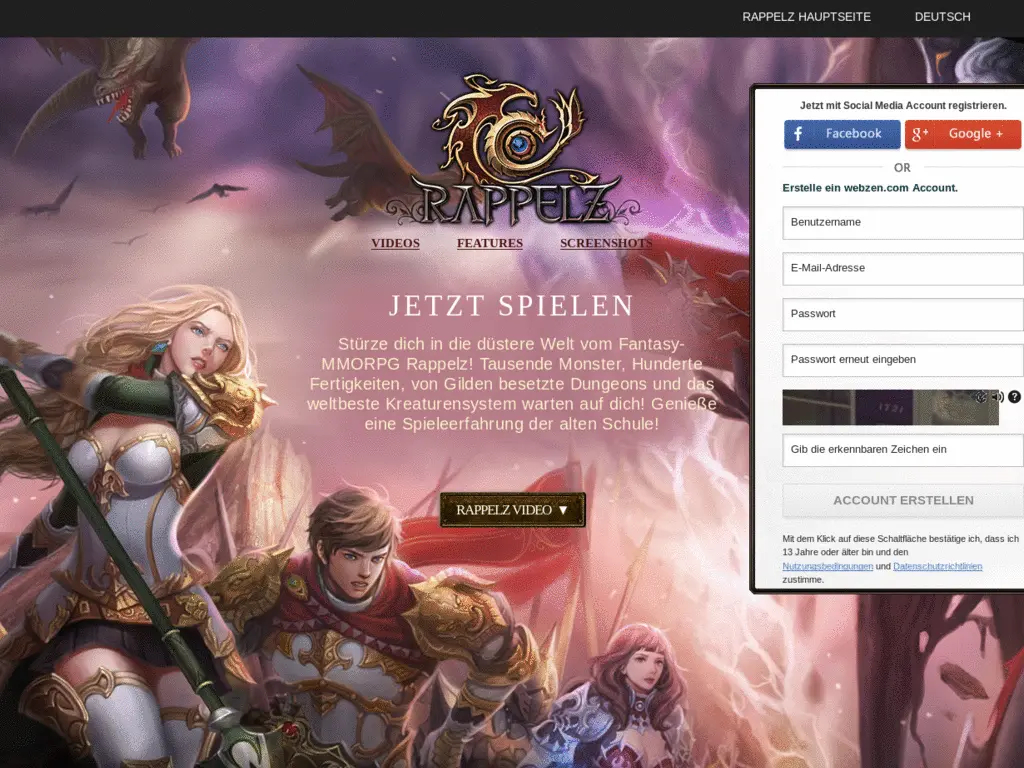 RAPPELZ HAUPTSEITE
DEUTSCH
RAPPELZ
VIDEOS
FEATURES
SCREENSHOTS
JETZT SPIELEN
Stürze dich in die düstere Welt vom Fantasy-
MMORPG Rappelz! Tausende Monster, Hunderte
Fertigkeiten, von Gilden besetzte Dungeons und das
weltbeste Kreaturensystem warten auf dich! Genieße
eine Spieleerfahrung der alten Schule!
RAPPELZ VIDEO ▼
Jetzt mit Social Media Account registrieren.
f Facebook
g+ Google +
OR
Erstelle ein webzen.com Account.
Benutzername
E-Mail-Adresse
Passwort
Passwort erneut eingeben
?
Gib die erkennbaren Zeichen ein
ACCOUNT ERSTELLEN
Mit dem Klick auf diese Schaltfläche bestätige ich, dass ich
13 Jahre oder älter bin und den
Nutzungsbedingungen und Datenschutzrichtlinien
zustimme.